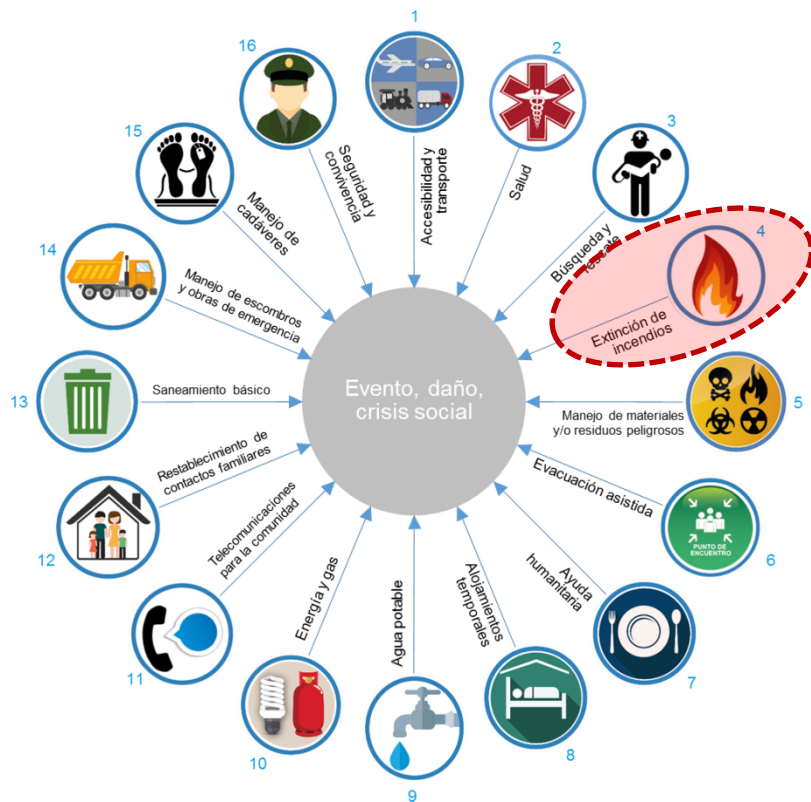 1
Accesibilidad y
transporte
2
Salud
3
Búsqueda y
rescate
4
Extinción de
incendios
5
Manejo de materiales
y/o residuos peligrosos
6
PUNTO DE
ENCUENTRO
Evacuación asistida
7
Ayuda
humanitaria
8
Alojamientos
temporales
9
Agua potable
10
Energía y gas
11
Telecomunicaciones
para la comunidad
12
Restablecimiento de
contactos familiares
13
Saneamiento básico
14
Manejo de escombros
y obras de emergencia
15
Manejo de
cadáveres
16
Seguridad y
convivencia
Evento, daño,
crisis social